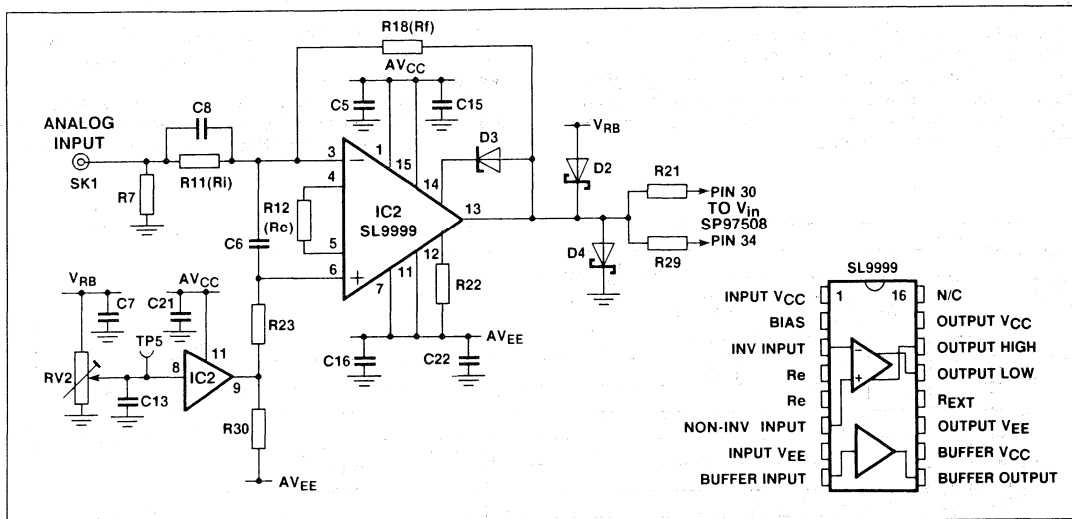 R18(Rf)
AVCC
C8
C5
C15
ANALOG
INPUT
D3
VRB
SK1
R11(Ri)
3
1
15
14
D2
R21
PIN 30
TO Vin
SP97508
PIN 34
R7
4
R12
(Rc)
IC2
SL9999
13
C6
5
12
D4
R29
6
11
7
R22
SL9999
VRB
AVCC
C7
C21
R23
AVEE
C16
C22
TP5
RV2
8
IC2
11
9
C13
R30
AVEE
INPUT VCC
1
16
N/C
BIAS
OUTPUT VCC
INV INPUT
OUTPUT HIGH
Re
OUTPUT LOW
Re
REXT
NON-INV INPUT
OUTPUT VEE
INPUT VEE
BUFFER VCC
BUFFER INPUT
BUFFER OUTPUT